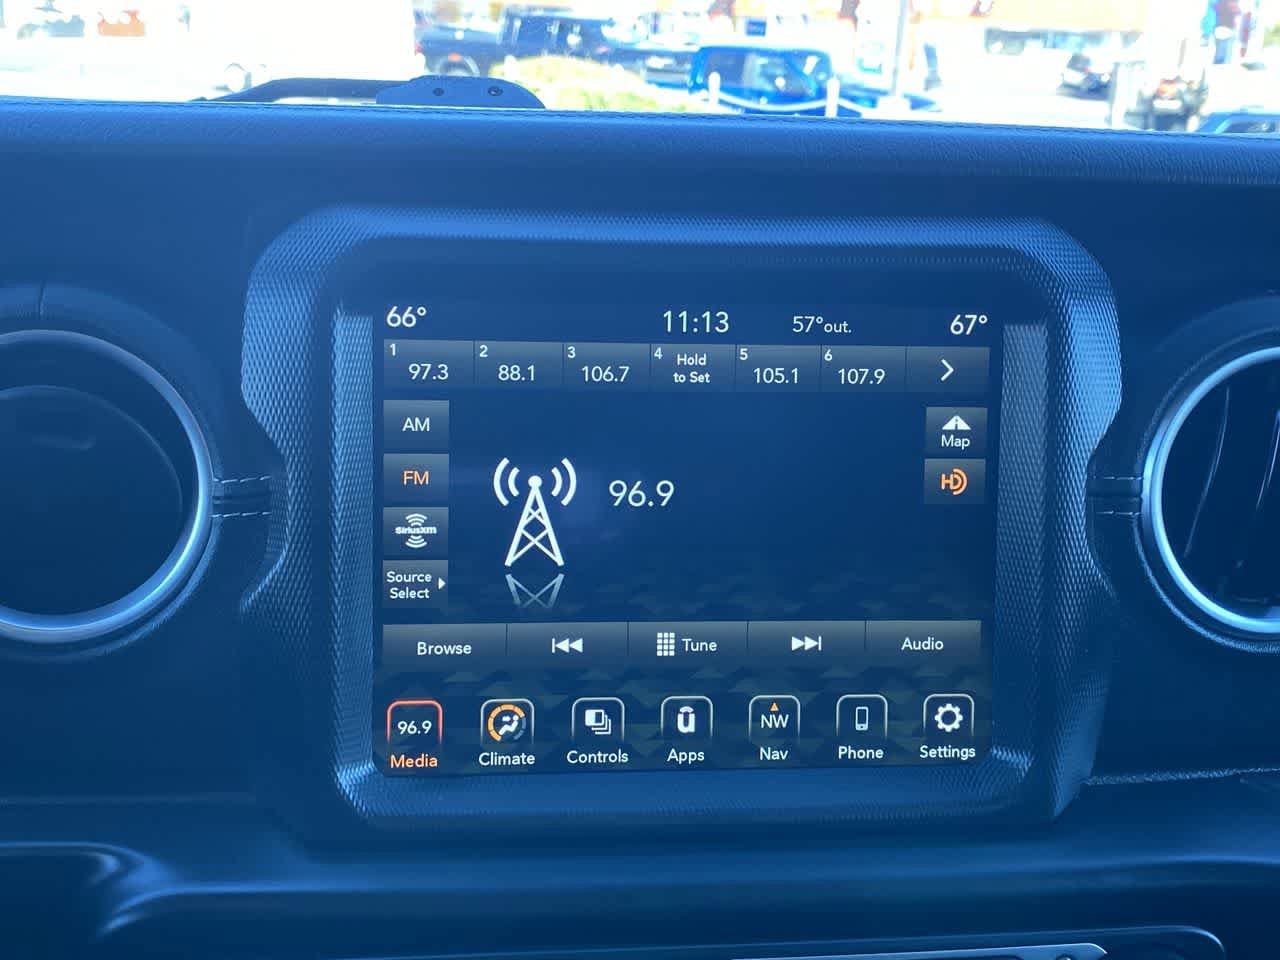 66° 11:13 57°out. 67°
1 97.3 2 88.1 3 106.7 4 Hold to Set 5 105.1 6 107.9
AM
Map
FM
HD
96.9
SiriusXM
Source
Select
Browse Tune Audio
96.9 NW
Media Climate Controls Apps Nav Phone Settings